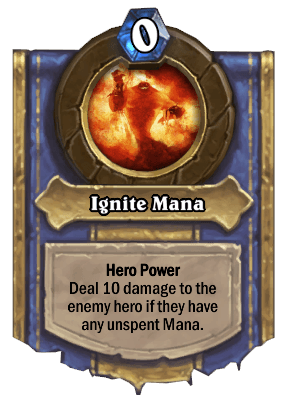 0
Ignite Mana
Hero Power
Deal 10 damage to the
enemy hero if they have
any unspent Mana.